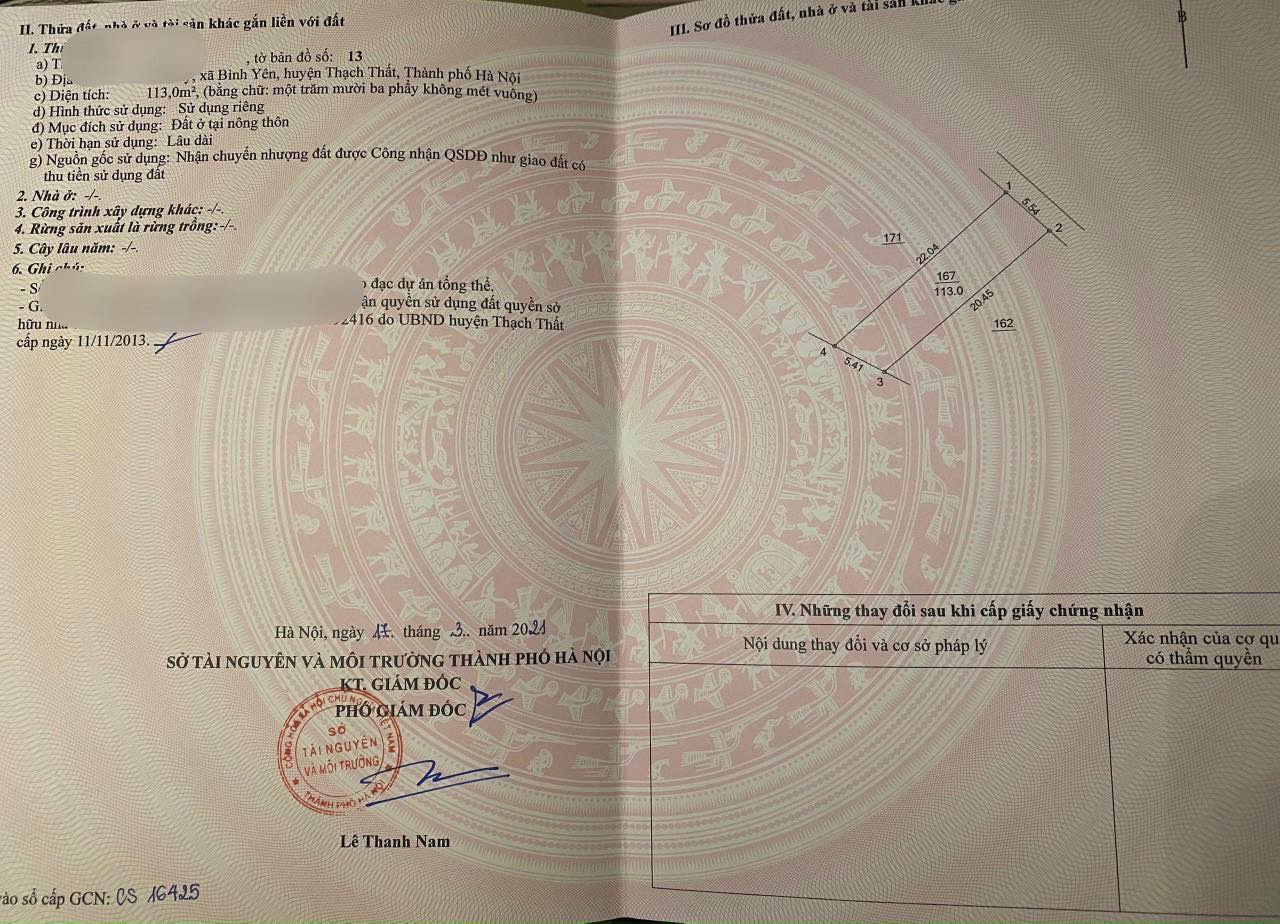 II. Thửa đất, nhà ở và tài sản khác gắn liền với đất
1. Th
a) T , tờ bản đồ số: 13
b) Địa , xã Bình Yên, huyện Thạch Thất, Thành phố Hà Nội
c) Diện tích: 113,0m², (bằng chữ: một trăm mười ba phẩy không mét vuông)
d) Hình thức sử dụng: Sử dụng riêng
đ) Mục đích sử dụng: Đất ở tại nông thôn
e) Thời hạn sử dụng: Lâu dài
g) Nguồn gốc sử dụng: Nhận chuyển nhượng đất được Công nhận QSDĐ như giao đất có
thu tiền sử dụng đất
2. Nhà ở: -/-.
3. Công trình xây dựng khác: -/-.
4. Rừng sản xuất là rừng trồng: -/-.
5. Cây lâu năm: -/-.
6. Ghi chú:
- S đạc dự án tổng thể.
- G. quyền sử dụng đất quyền sở
hữu 2416 do UBND huyện Thạch Thất
cấp ngày 11/11/2013.
Hà Nội, ngày 17. tháng .3.. năm 2021
SỞ TÀI NGUYÊN VÀ MÔI TRƯỜNG THÀNH PHỐ HÀ NỘI
KT. GIÁM ĐỐC
PHÓ GIÁM ĐỐC
CỘNG HÒA XÃ HỘI CHỦ NGHĨA VIỆT NAM
SỞ
TÀI NGUYÊN
VÀ MÔI TRƯỜNG
THÀNH PHỐ HÀ NỘI
Lê Thanh Nam
vào sổ cấp GCN: CS 16425
III. Sơ đồ thửa đất, nhà ở và tài sản khác
B
1
5.54
2
171
22.04
167
113.0
20.45
162
4
5.41
3
IV. Những thay đổi sau khi cấp giấy chứng nhận
Nội dung thay đổi và cơ sở pháp lý
Xác nhận của cơ qu
có thẩm quyền